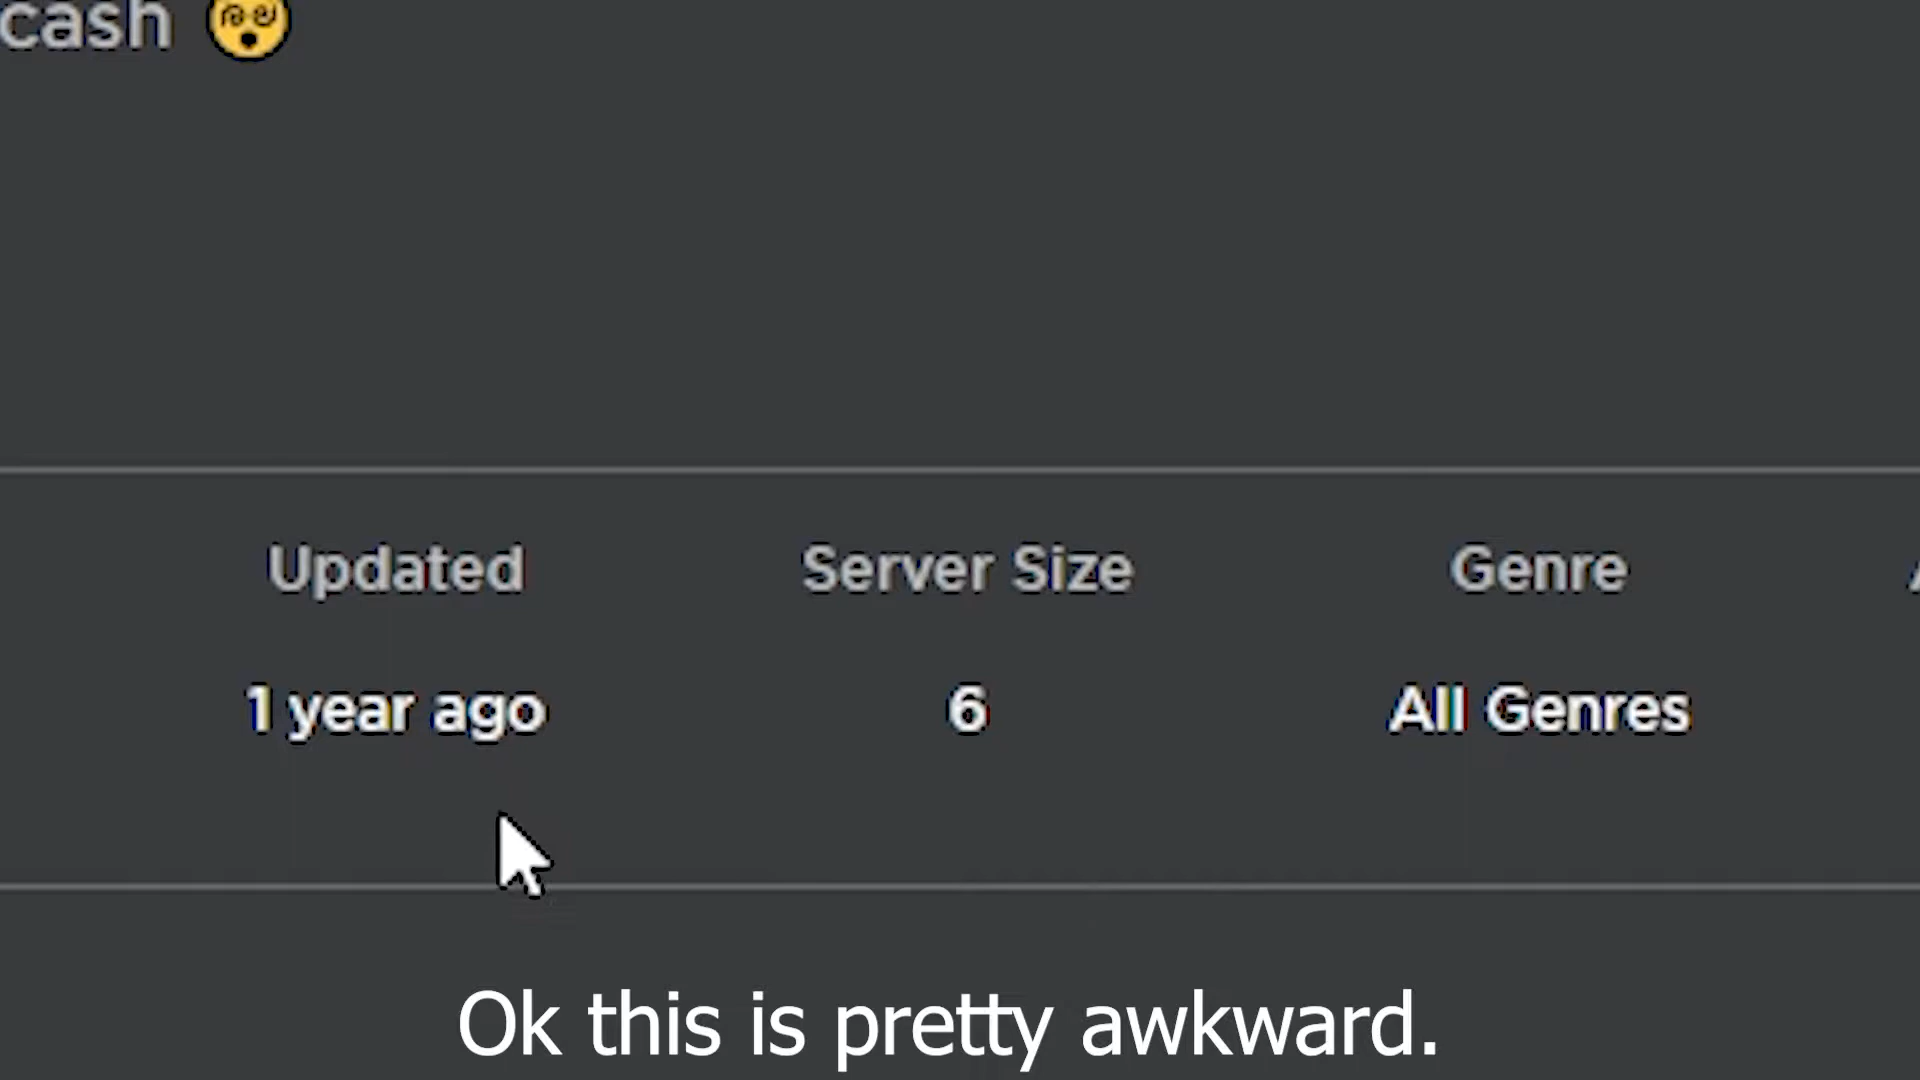 cash 😵
Updated Server Size Genre
1 year ago 6 All Genres
Ok this is pretty awkward.